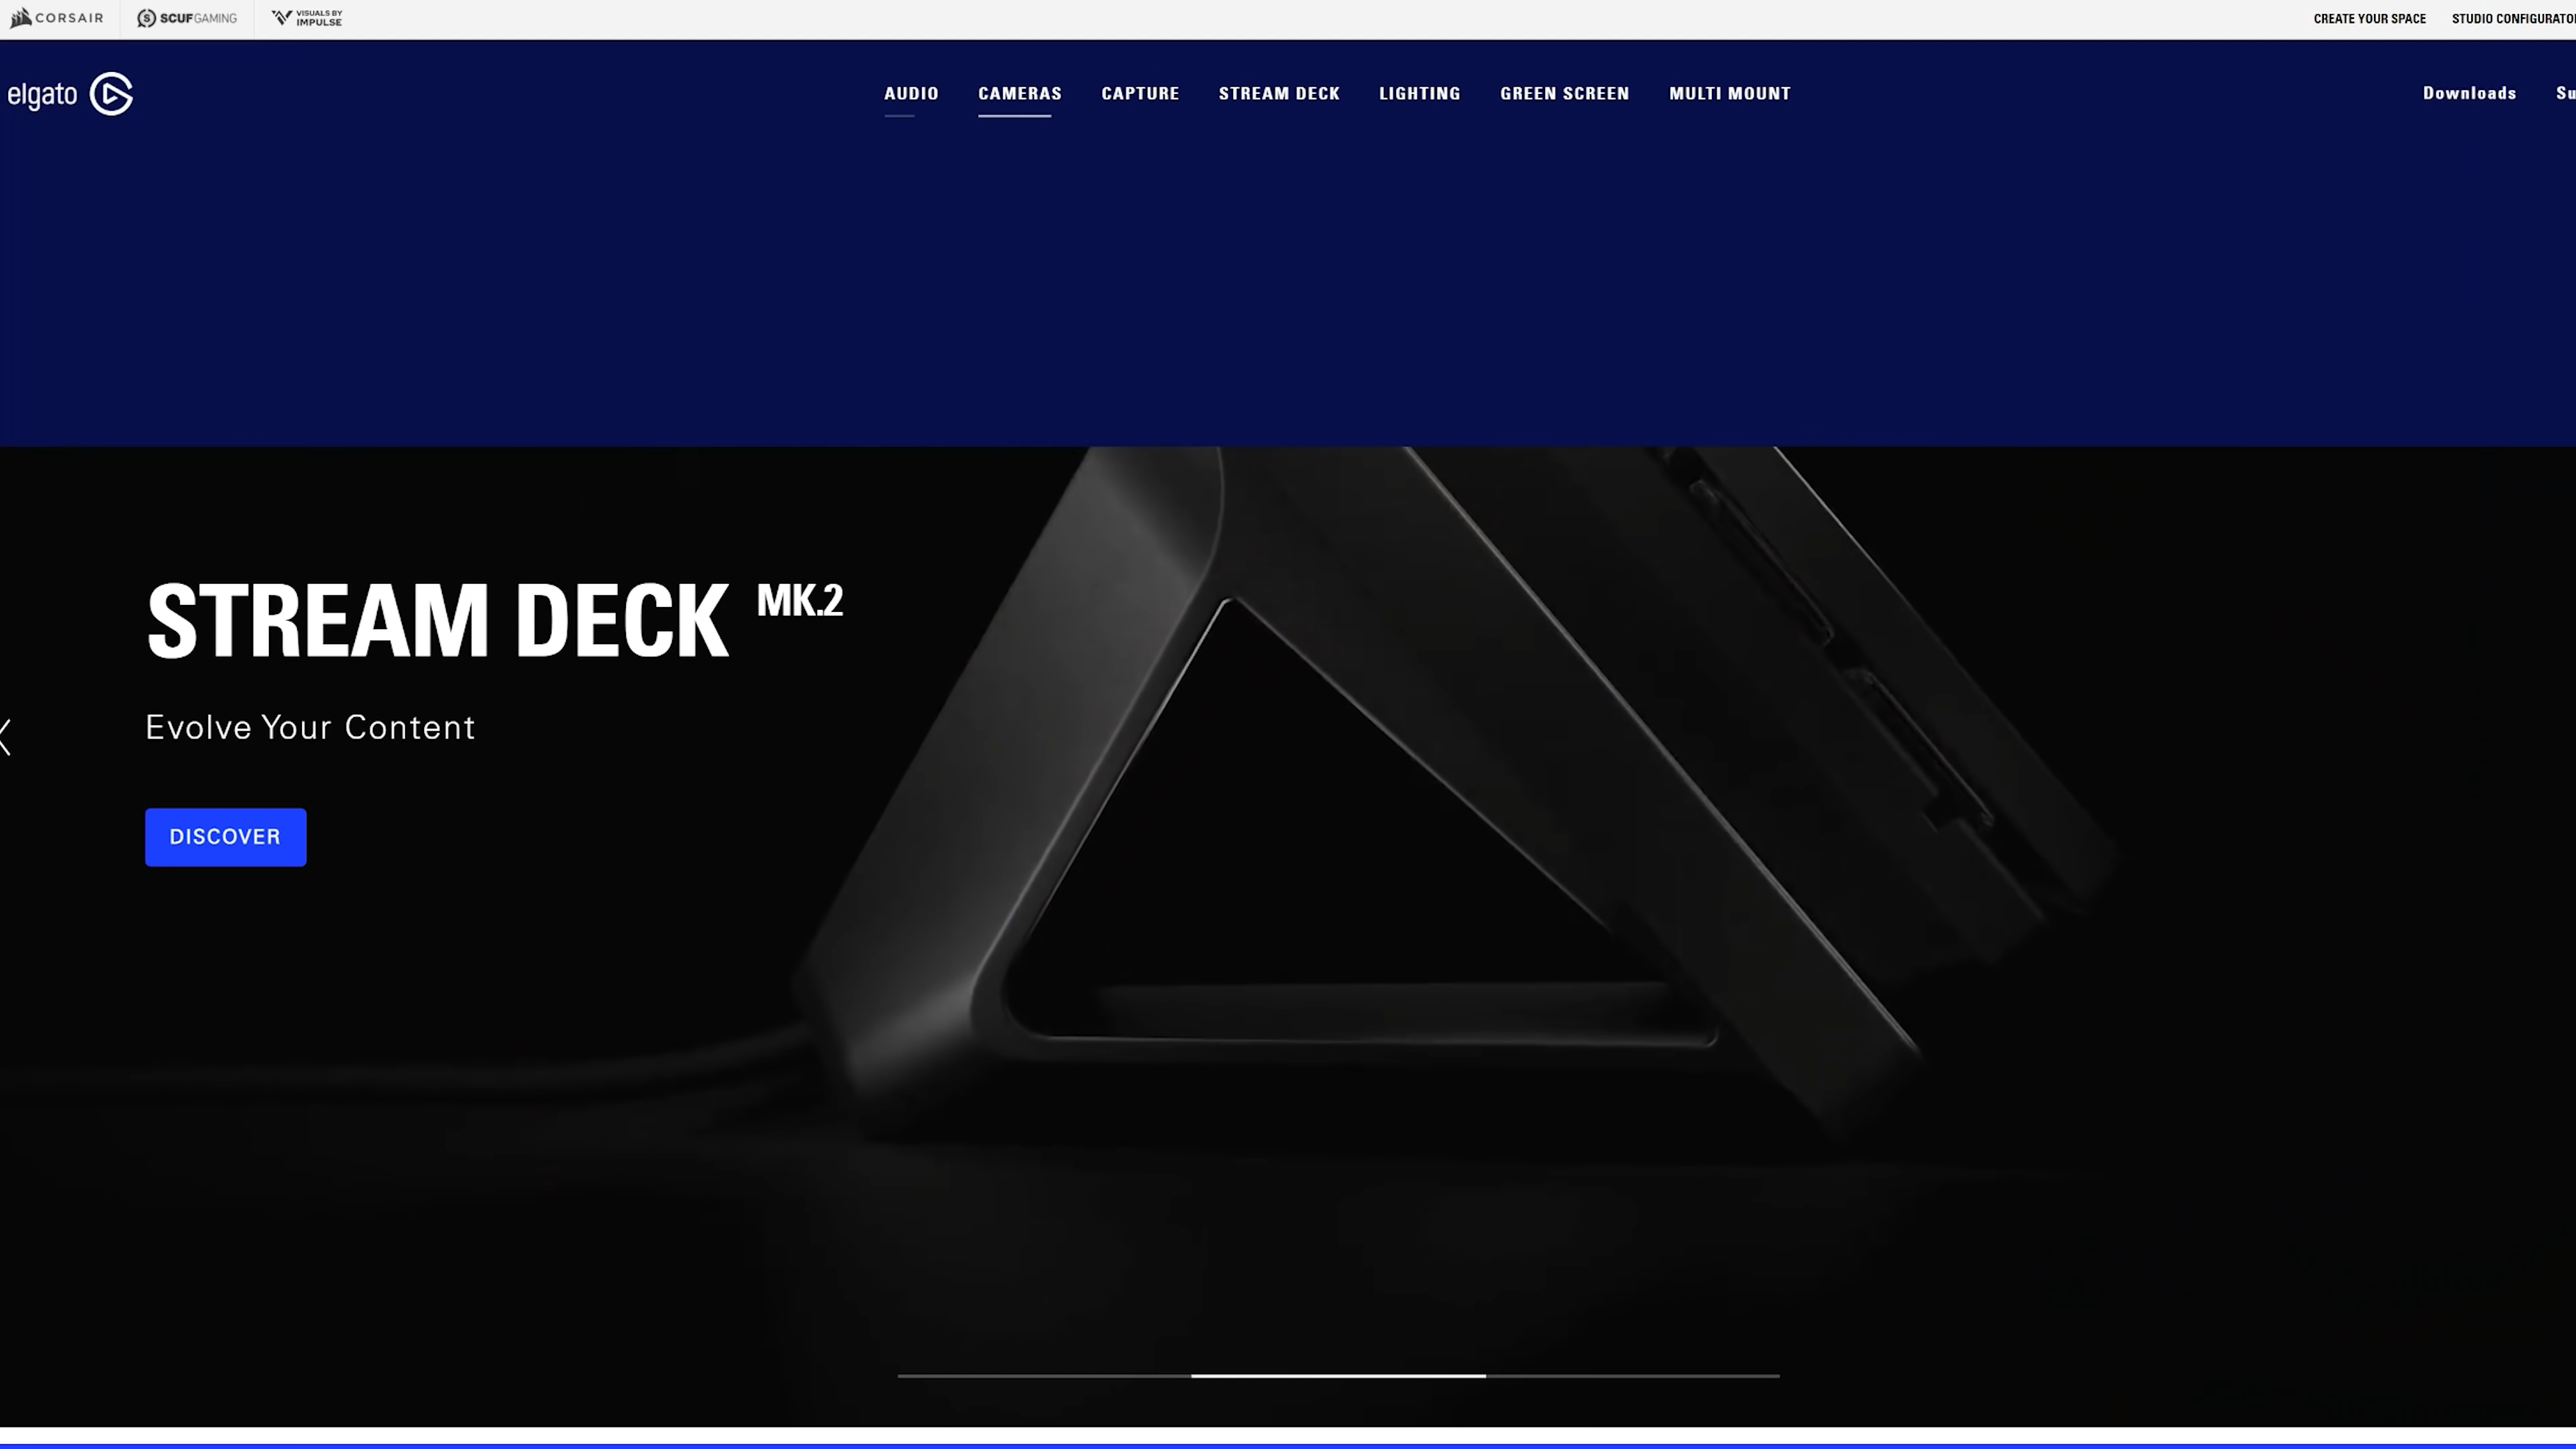 CORSAIR SCUF GAMING VISUALS BY IMPULSE CREATE YOUR SPACE STUDIO
elgato AUDIO CAMERAS CAPTURE STREAM DECK LIGHTING GREEN SCREEN MULTI MOUNT Downloads
STREAM DECK MK.2
Evolve Your Content
DISCOVER